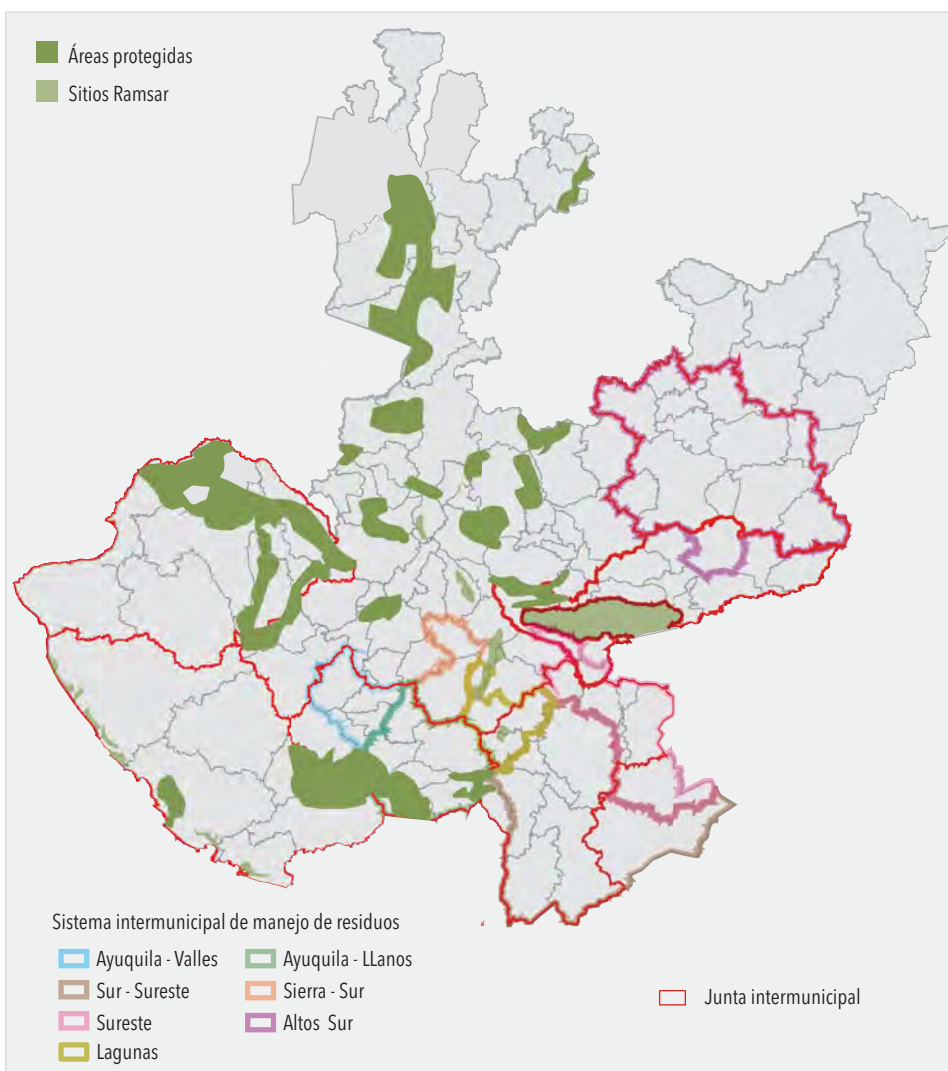 Áreas protegidas
Sitios Ramsar
Sistema intermunicipal de manejo de residuos
Ayuquila - Valles
Ayuquila - LLanos
Sur - Sureste
Sierra - Sur
Sureste
Altos Sur
Lagunas
Junta intermunicipal